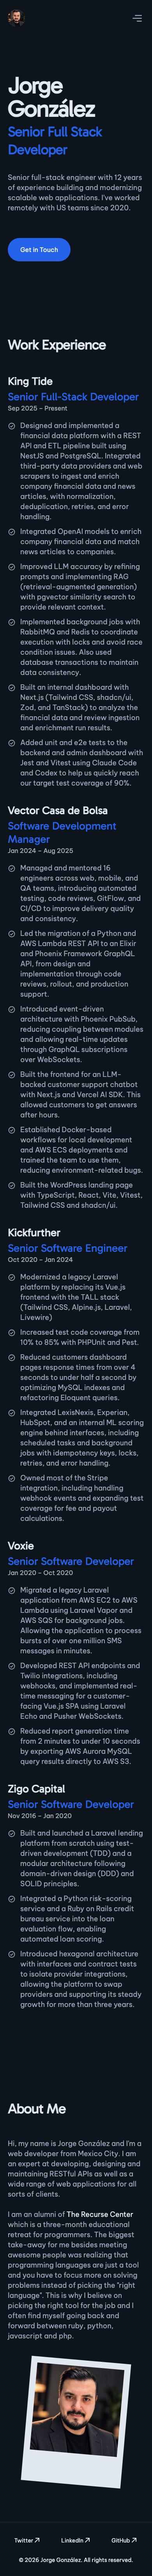 Jorge
González
Senior Full Stack
Developer
Senior full-stack engineer with 12 years
of experience building and modernizing
scalable web applications. I've worked
remotely with US teams since 2020.
Get in Touch
Work Experience
King Tide
Senior Full-Stack Developer
Sep 2025 – Present
Designed and implemented a
financial data platform with a REST
API and ETL pipeline built using
NestJS and PostgreSQL. Integrated
third-party data providers and web
scrapers to ingest and enrich
company financial data and news
articles, with normalization,
deduplication, retries, and error
handling.
Integrated OpenAI models to enrich
company financial data and match
news articles to companies.
Improved LLM accuracy by refining
prompts and implementing RAG
(retrieval-augmented generation)
with pgvector similarity search to
provide relevant context.
Implemented background jobs with
RabbitMQ and Redis to coordinate
execution with locks and avoid race
condition issues. Also used
database transactions to maintain
data consistency.
Built an internal dashboard with
Next.js (Tailwind CSS, shadcn/ui,
Zod, and TanStack) to analyze the
financial data and review ingestion
and enrichment run results.
Added unit and e2e tests to the
backend and admin dashboard with
Jest and Vitest using Claude Code
and Codex to help us quickly reach
our target test coverage of 90%.
Vector Casa de Bolsa
Software Development
Manager
Jan 2024 – Aug 2025
Managed and mentored 16
engineers across web, mobile, and
QA teams, introducing automated
testing, code reviews, GitFlow, and
CI/CD to improve delivery quality
and consistency.
Led the migration of a Python and
AWS Lambda REST API to an Elixir
and Phoenix Framework GraphQL
API, from design and
implementation through code
reviews, rollout, and production
support.
Introduced event-driven
architecture with Phoenix PubSub,
reducing coupling between modules
and allowing real-time updates
through GraphQL subscriptions
over WebSockets.
Built the frontend for an LLM-
backed customer support chatbot
with Next.js and Vercel AI SDK. This
allowed customers to get answers
after hours.
Established Docker-based
workflows for local development
and AWS ECS deployments and
trained the team to use them,
reducing environment-related bugs.
Built the WordPress landing page
with TypeScript, React, Vite, Vitest,
Tailwind CSS and shadcn/ui.
Kickfurther
Senior Software Engineer
Oct 2020 – Jan 2024
Modernized a legacy Laravel
platform by replacing its Vue.js
frontend with the TALL stack
(Tailwind CSS, Alpine.js, Laravel,
Livewire)
Increased test code coverage from
10% to 85% with PHPUnit and Pest.
Reduced customers dashboard
pages response times from over 4
seconds to under half a second by
optimizing MySQL indexes and
refactoring Eloquent queries.
Integrated LexisNexis, Experian,
HubSpot, and an internal ML scoring
engine behind interfaces, including
scheduled tasks and background
jobs with idempotency keys, locks,
retries, and error handling.
Owned most of the Stripe
integration, including handling
webhook events and expanding test
coverage for fee and payout
calculations.
Voxie
Senior Software Developer
Jan 2020 – Oct 2020
Migrated a legacy Laravel
application from AWS EC2 to AWS
Lambda using Laravel Vapor and
AWS SQS for background jobs.
Allowing the application to process
bursts of over one million SMS
messages in minutes.
Developed REST API endpoints and
Twilio integrations, including
webhooks, and implemented real-
time messaging for a customer-
facing Vue.js SPA using Laravel
Echo and Pusher WebSockets.
Reduced report generation time
from 2 minutes to under 10 seconds
by exporting AWS Aurora MySQL
query results directly to AWS S3.
Zigo Capital
Senior Software Developer
Nov 2016 – Jan 2020
Built and launched a Laravel lending
platform from scratch using test-
driven development (TDD) and a
modular architecture following
domain-driven design (DDD) and
SOLID principles.
Integrated a Python risk-scoring
service and a Ruby on Rails credit
bureau service into the loan
evaluation flow, enabling
automated loan scoring.
Introduced hexagonal architecture
with interfaces and contract tests
to isolate provider integrations,
allowing the platform to swap
providers and supporting its steady
growth for more than three years.
About Me
Hi, my name is Jorge González and I'm a
web developer from Mexico City. I am
an expert at developing, designing and
maintaining RESTful APIs as well as a
wide range of web applications for all
sorts of clients.
I am an alumni of The Recurse Center
which is a three-month educational
retreat for programmers. The biggest
take-away for me besides meeting
awesome people was realizing that
programming languages are just a tool
and you have to focus more on solving
problems instead of picking the "right
language". This is why I believe on
picking the right tool for the job and I
often find myself going back and
forward between ruby, python,
javascript and php.
Twitter LinkedIn GitHub
© 2026 Jorge González. All rights reserved.